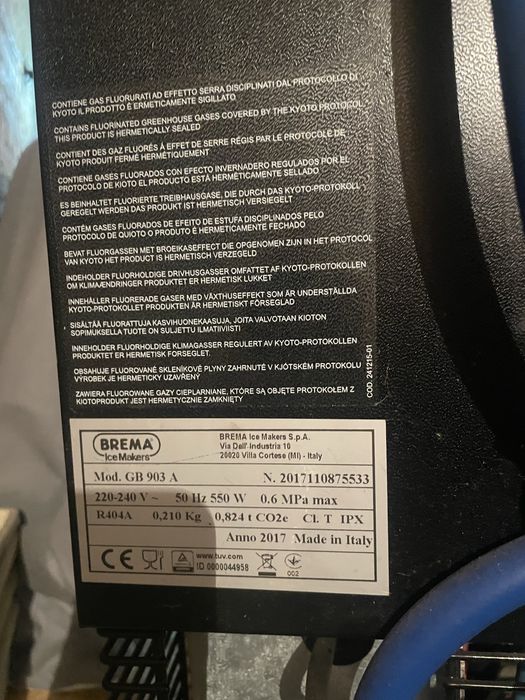 CONTIENE GAS FLUORURATI AD EFFETTO SERRA DISCIPLINATI DAL PROTOCOLLO DI
KYOTO IL PRODOTTO È ERMETICAMENTE SIGILLATO
CONTAINS FLUORINATED GREENHOUSE GASES COVERED BY THE KYOTO PROTOCOL
THIS PRODUCT IS HERMETICALLY SEALED
CONTIENT DES GAZ FLUORÉS À EFFET DE SERRE RÉGIS PAR LE PROTOCOLE DE
KYOTO PRODUIT FERMÉ HERMÉTIQUEMENT
CONTIENE GASES FLUORADOS CON EFECTO INVERNADERO REGULADOS POR EL
PROTOCOLO DE KIOTO EL PRODUCTO ESTÁ HERMÉTICAMENTE SELLADO
ES BEINHALTET FLUORIERTE TREIBHAUSGASE, DIE DURCH DAS KYOTO-PROTOKOLL
GEREGELT WERDEN DAS PRODUKT IST HERMETISCH VERSIEGELT
CONTÉM GASES FLUORADOS DE EFEITO DE ESTUFA DISCIPLINADOS PELO
PROTOCOLO DE QUIOTO O PRODUTO É HERMETICAMENTE FECHADO
BEVAT FLUORGASSEN MET BROEIKASEFFECT DIE OPGENOMEN ZIJN IN HET PROTOCOL
VAN KYOTO HET PRODUCT IS HERMETISCH VERZEGELD
INDEHOLDER FLUORHOLDIGE DRIVHUSGASSER OMFATTET AF KYOTO-PROTOKOLLEN
OM KLIMAÆNDRINGER PRODUKTET ER HERMETISK LUKKET
INNEHÅLLER FLUORERADE GASER MED VÄXTHUSEFFEKT SOM ÄR UNDERSTÄLLDA
KYOTO-PROTOKOLLET PRODUKTEN ÄR HERMETISKT FÖRSEGLAD
SISÄLTÄÄ FLUORATTUJA KASVIHUONEKAASUJA, JOITA VALVOTAAN KIOTON
SOPIMUKSELLA TUOTE ON SULJETTU ILMATIIVIISTI
INNEHOLDER FLUORHOLDIGE KLIMAGASSER REGULERT AV KYOTO-PROTOKOLLEN
PRODUKTET ER HERMETISK FORSEGLET.
OBSAHUJE FLUOROVANÉ SKLENÍKOVÉ PLYNY ZAHRNUTÉ V KJÓTSKÉM PROTOKOLU
VÝROBEK JE HERMETICKY UZAVŘENÝ
ZAWIERA FLUOROWANE GAZY CIEPLARNIANE, KTÓRE SĄ OBJĘTE PROTOKOŁEM Z
KIOTOPRODUKT JEST HERMETYCZNIE ZAMKNIĘTY
COD. 241215-01
BREMA
Ice Makers
BREMA Ice Makers S.p.A.
Via Dell' Industria 10
20020 Villa Cortese (MI) - Italy
Mod. GB 903 A N. 2017110875533
220-240 V ~ 50 Hz 550 W 0.6 MPa max
R404A 0,210 Kg 0,824 t CO2e Cl. T IPX
Anno 2017 Made in Italy
CE
www.tuv.com
ID 0000044958
002